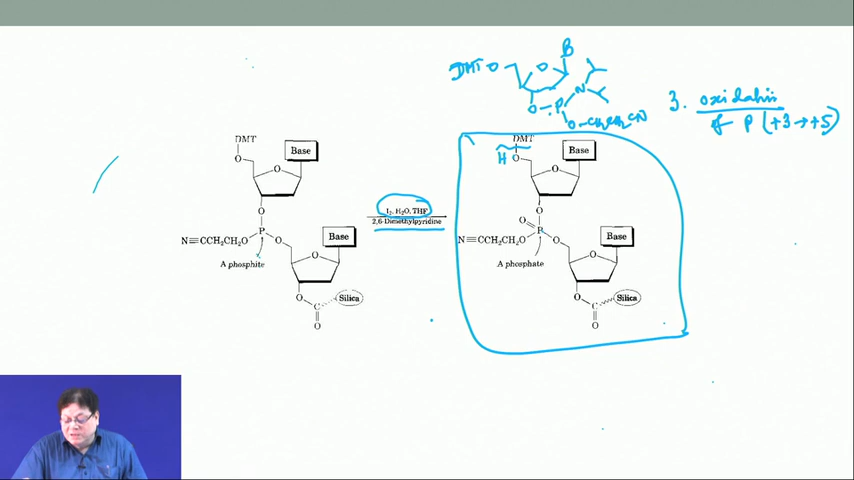 B
DMT O
O
N
O P
O-CH2CH2CN
3. oxidation
of P (+3→+5)
DMT
O
Base
O
O
P
N≡CCH₂CH₂O
O
Base
A phosphite
O
O
C
Silica
O
I₂, H₂O, THF
2,6-Dimethylpyridine
DMT
H
O
Base
O
O
O
P
N≡CCH₂CH₂O
O
Base
A phosphate
O
O
C
Silica
O